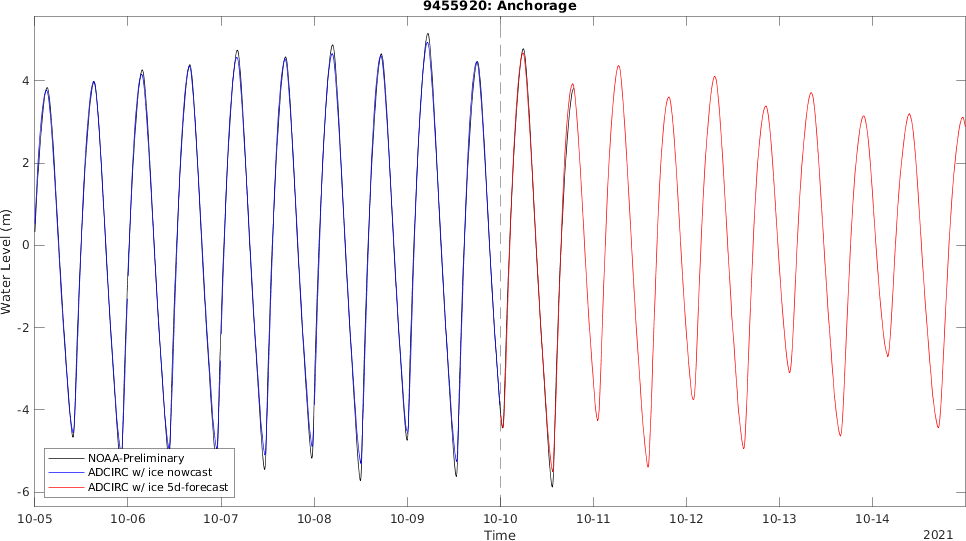 9455920: Anchorage
Water Level (m)
4
2
0
-2
-4
-6
NOAA-Preliminary
ADCIRC w/ ice nowcast
ADCIRC w/ ice 5d-forecast
10-05 10-06 10-07 10-08 10-09 10-10 10-11 10-12 10-13 10-14
Time
2021